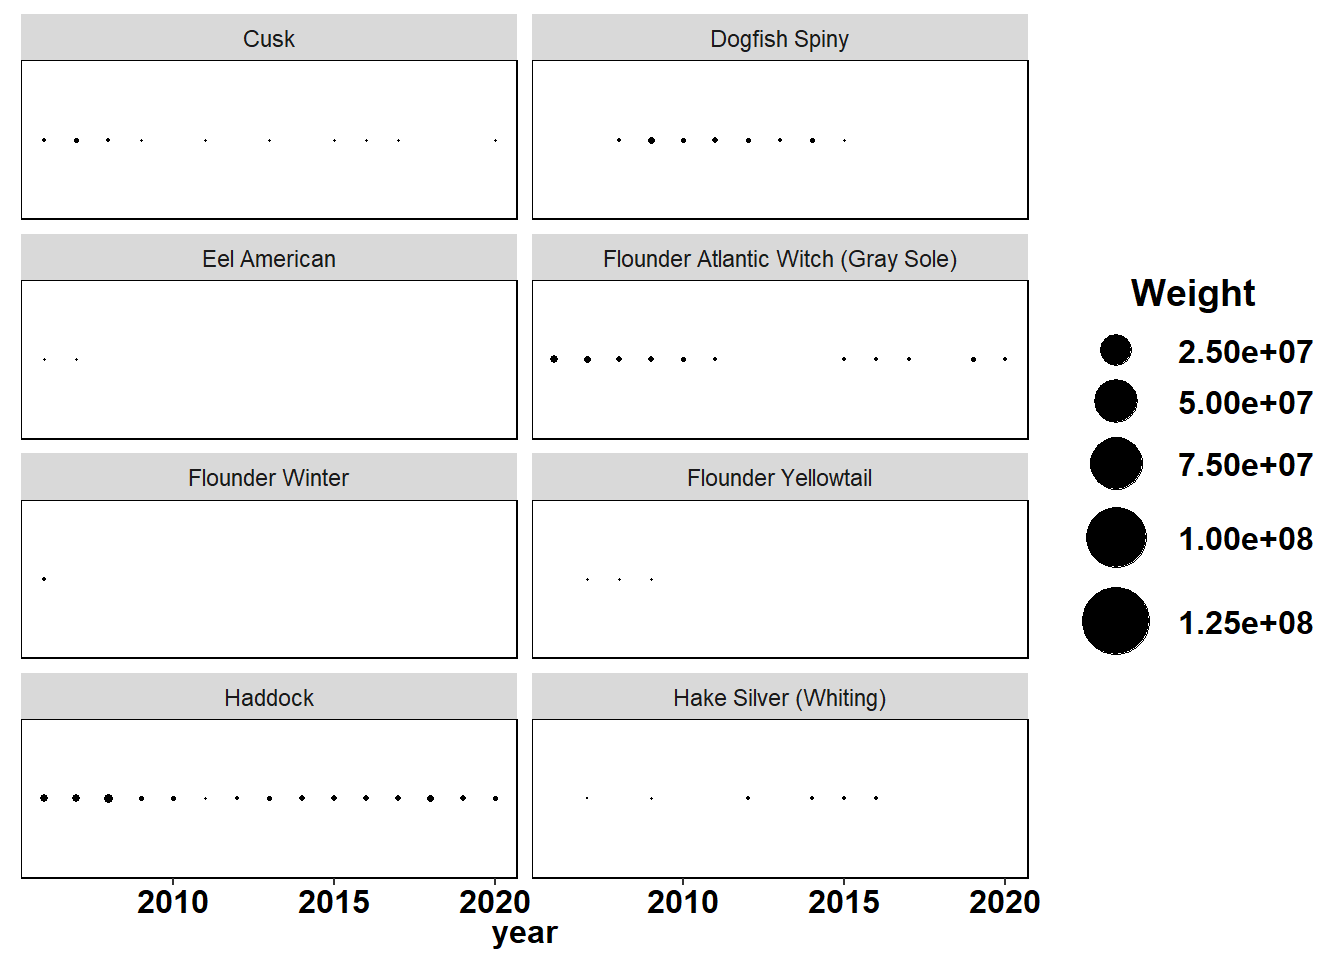 Cusk
Dogfish Spiny
Eel American
Flounder Atlantic Witch (Gray Sole)
Flounder Winter
Flounder Yellowtail
Haddock
Hake Silver (Whiting)
2010 2015 2020 2010 2015 2020
year
Weight
2.50e+07
5.00e+07
7.50e+07
1.00e+08
1.25e+08